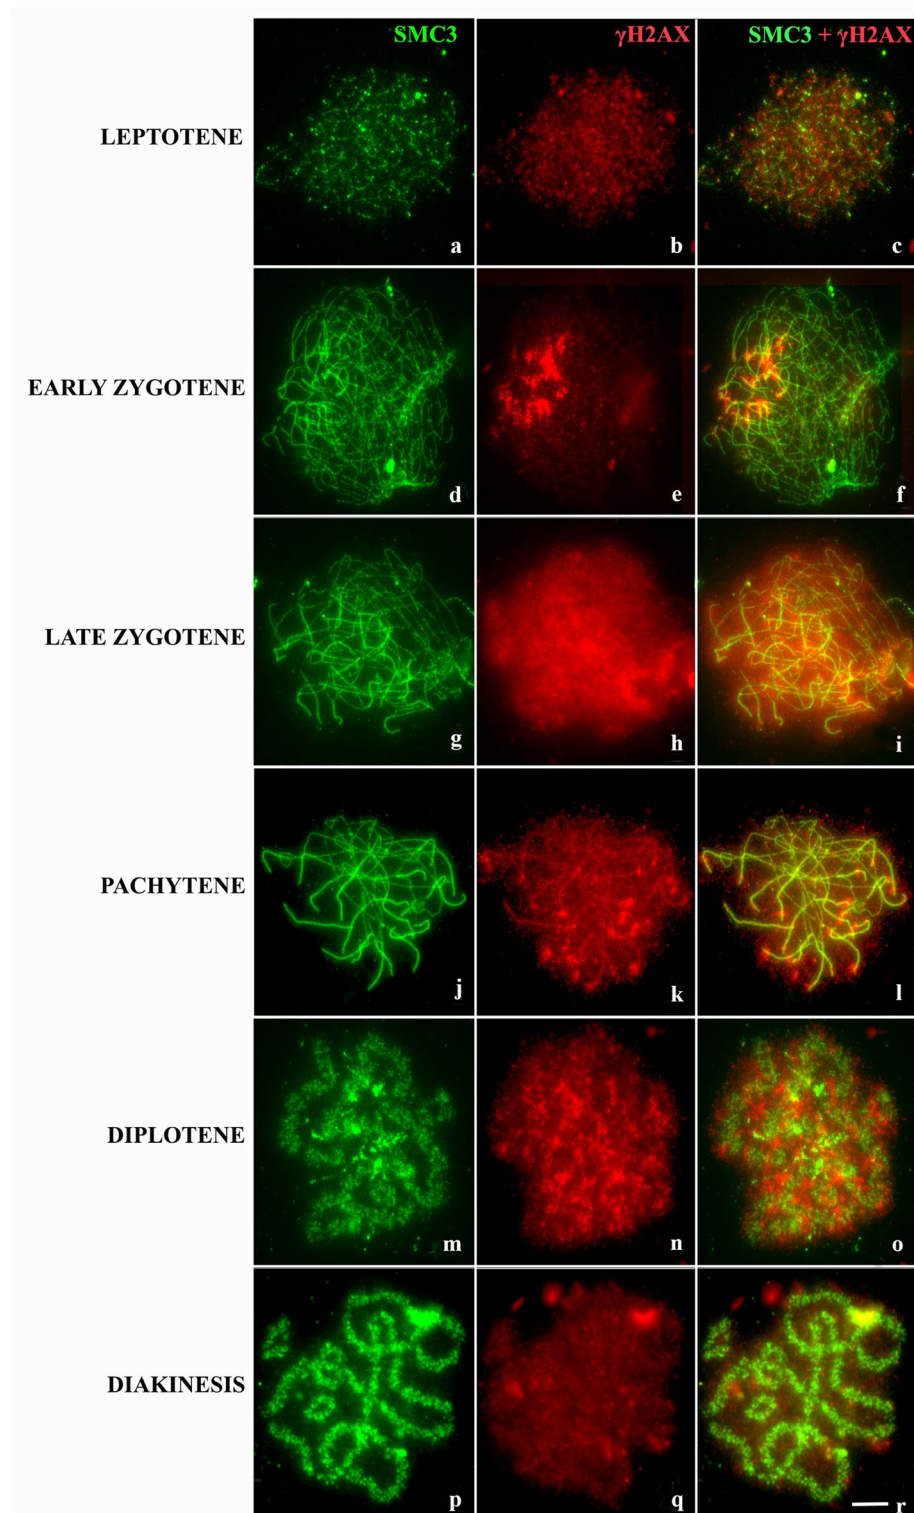 SMC3 γH2AX SMC3 + γH2AX
LEPTOTENE
a b c
EARLY ZYGOTENE
d e f
LATE ZYGOTENE
g h i
PACHYTENE
j k l
DIPLOTENE
m n o
DIAKINESIS
p q r